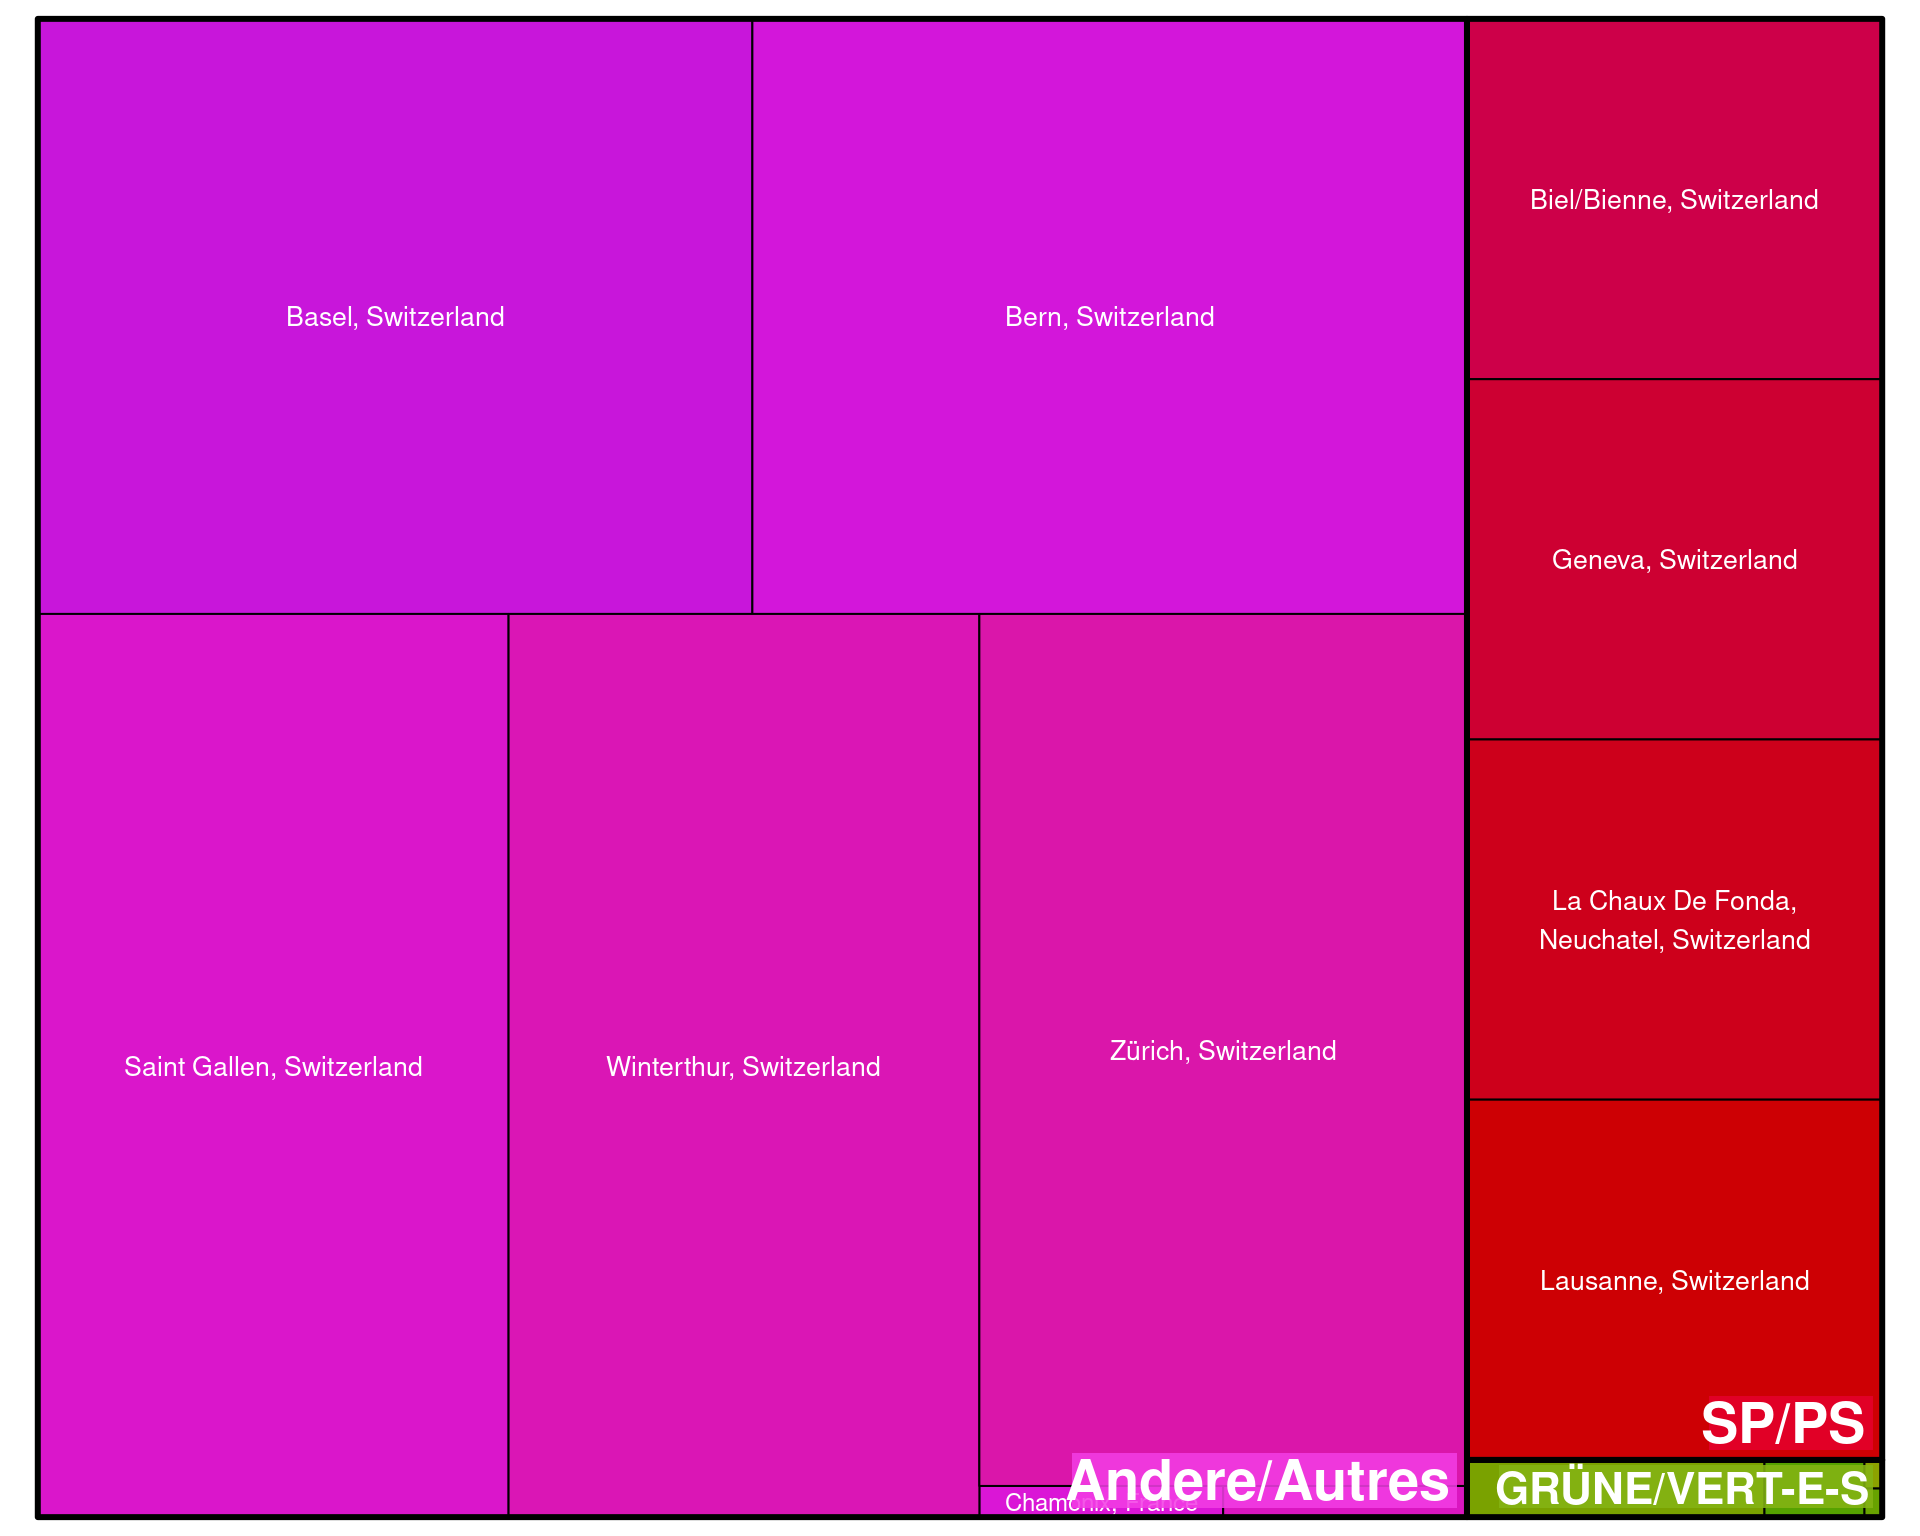 Basel, Switzerland
Bern, Switzerland
Biel/Bienne, Switzerland
Geneva, Switzerland
La Chaux De Fonda,
Neuchatel, Switzerland
Saint Gallen, Switzerland
Winterthur, Switzerland
Zürich, Switzerland
Lausanne, Switzerland
SP/PS
Andere/Autres
GRÜNE/VERT-E-S
Chamonix, France